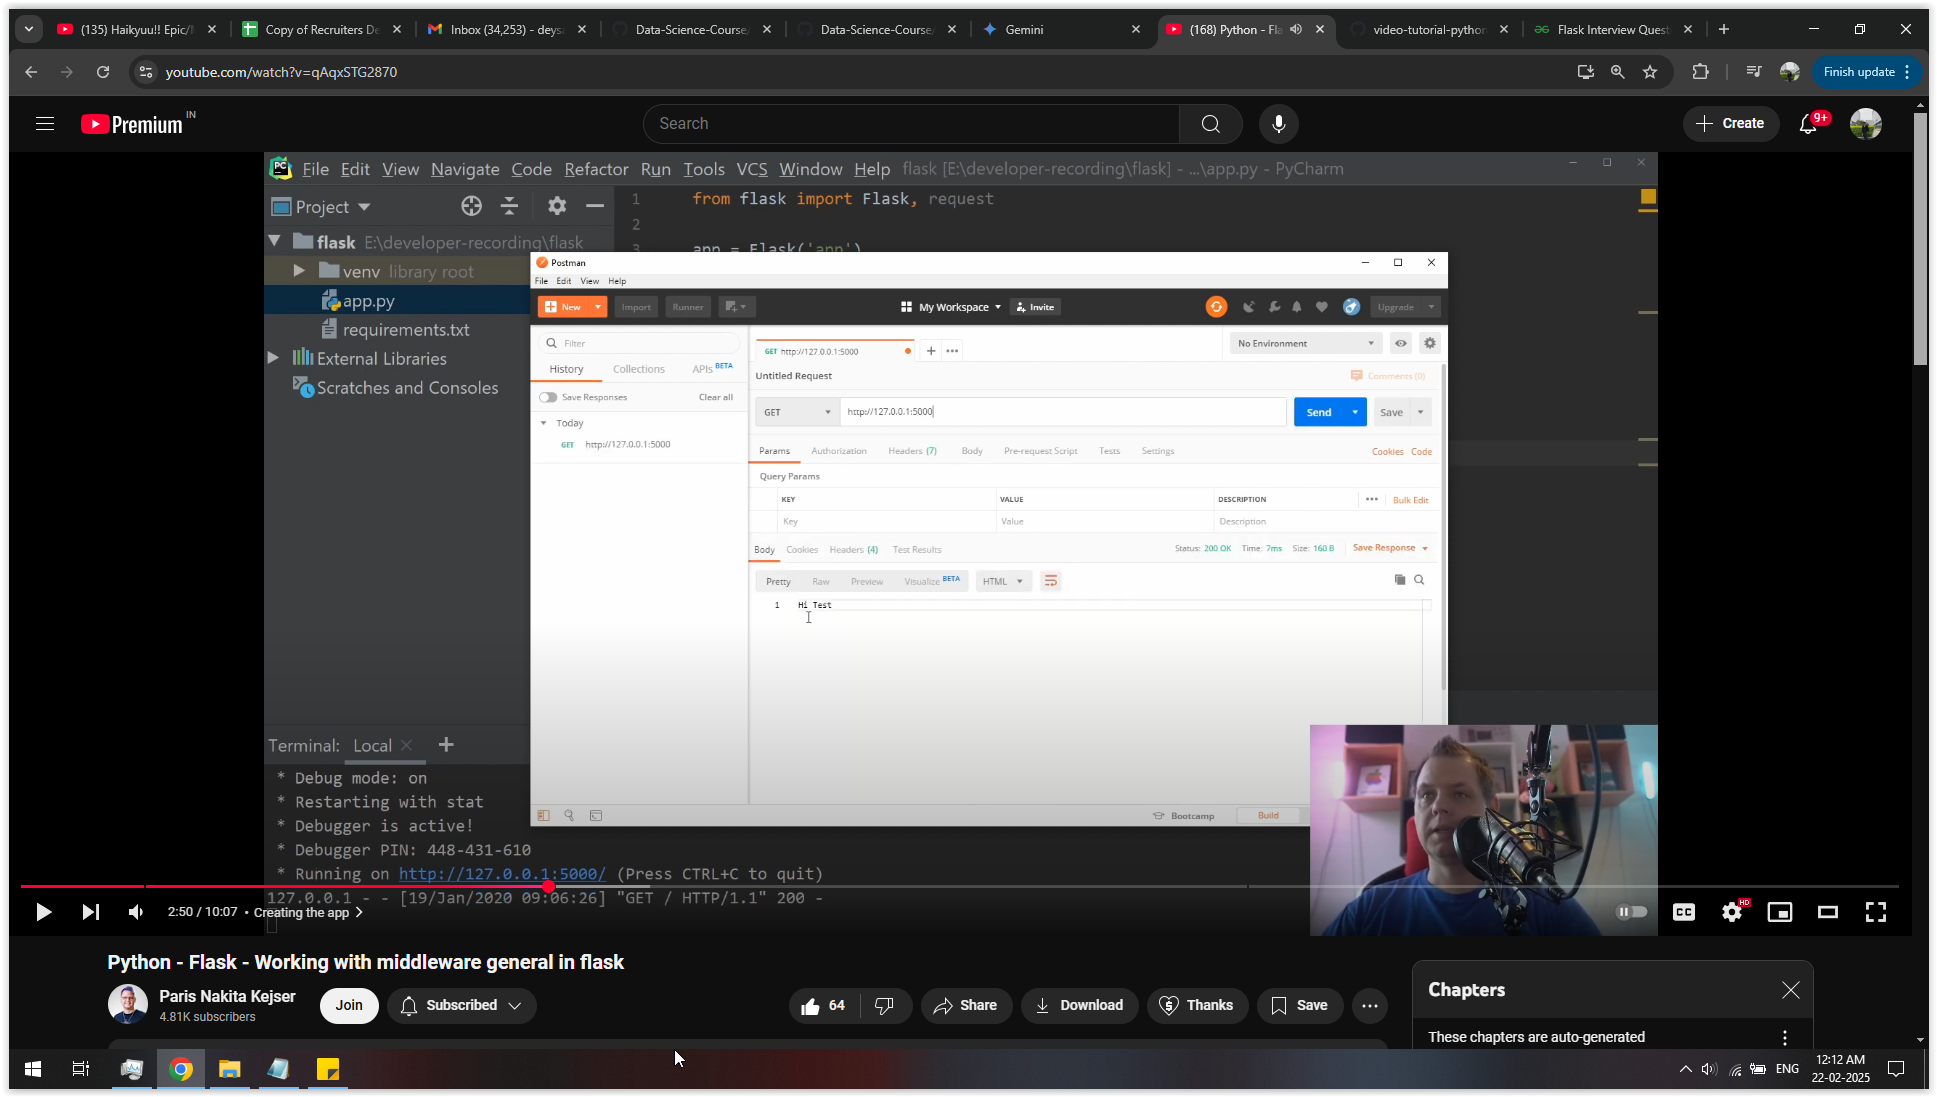 (135) Haikyuu!! Epic/
Copy of Recruiters De
Inbox (34,253) - deys
Data-Science-Course
Data-Science-Course
Gemini
(168) Python - Fla
video-tutorial-python
Flask Interview Quest
youtube.com/watch?v=qAqxSTG2870
Finish update
Premium IN
Search
Create
9+
PC File Edit View Navigate Code Refactor Run Tools VCS Window Help flask [E:\developer-recording\flask] - ...\app.py - PyCharm
Project
1 from flask import Flask, request
2
3 app = Flask('app')
flask E:\developer-recording\flask
venv library root
app.py
requirements.txt
External Libraries
Scratches and Consoles
Postman
File Edit View Help
New Import Runner My Workspace Invite Upgrade
Filter
History Collections APIs BETA
Save Responses Clear all
Today
GET http://127.0.0.1:5000
GET http://127.0.0.1:5000
No Environment
Untitled Request
Comments (0)
GET http://127.0.0.1:5000 Send Save
Params Authorization Headers (7) Body Pre-request Script Tests Settings Cookies Code
Query Params
KEY VALUE DESCRIPTION Bulk Edit
Key Value Description
Body Cookies Headers (4) Test Results Status: 200 OK Time: 7ms Size: 160 B Save Response
Pretty Raw Preview Visualize BETA HTML
1 Hi Test
Bootcamp Build
Terminal: Local
* Debug mode: on
* Restarting with stat
* Debugger is active!
* Debugger PIN: 448-431-610
* Running on http://127.0.0.1:5000/ (Press CTRL+C to quit)
127.0.0.1 - - [19/Jan/2020 09:06:26] "GET / HTTP/1.1" 200 -
2:50 / 10:07 • Creating the app
CC
HD
Python - Flask - Working with middleware general in flask
Paris Nakita Kejser
4.81K subscribers
Join
Subscribed
64
Share
Download
Thanks
Save
Chapters
These chapters are auto-generated
ENG
12:12 AM
22-02-2025